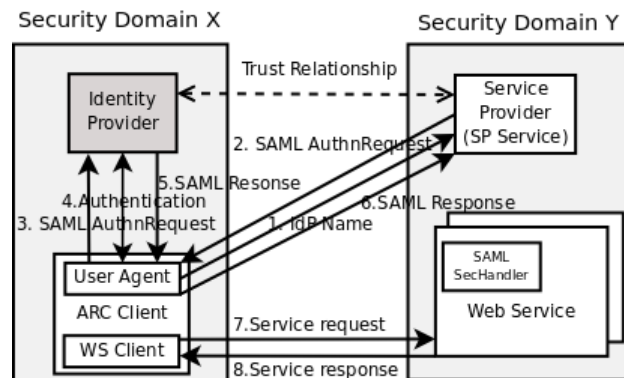 Security Domain X
Security Domain Y
Trust Relationship
Identity
Provider
Service
Provider
(SP Service)
2. SAML AuthnRequest
5.SAML Resonse
4.Authentication
6.SAML Response
3. SAML AuthnRequest
1. IdP Name
User Agent
ARC Client
WS Client
SAML
SecHandler
Web Service
7.Service request
8.Service response